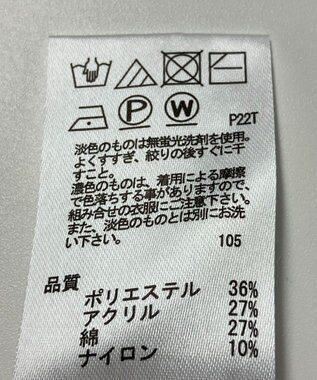 P W P22T
淡色のものは無蛍光洗剤を使用。
よくすすぎ、絞りの後すぐに干
すこと。
濃色のものは、着用による摩擦
で色落ちする事がありますので、
組み合せの衣服にご注意下さい。
また、淡色のものとは別にお洗
い下さい。
105
品質
ポリエステル 36%
アクリル 27%
綿 27%
ナイロン 10%